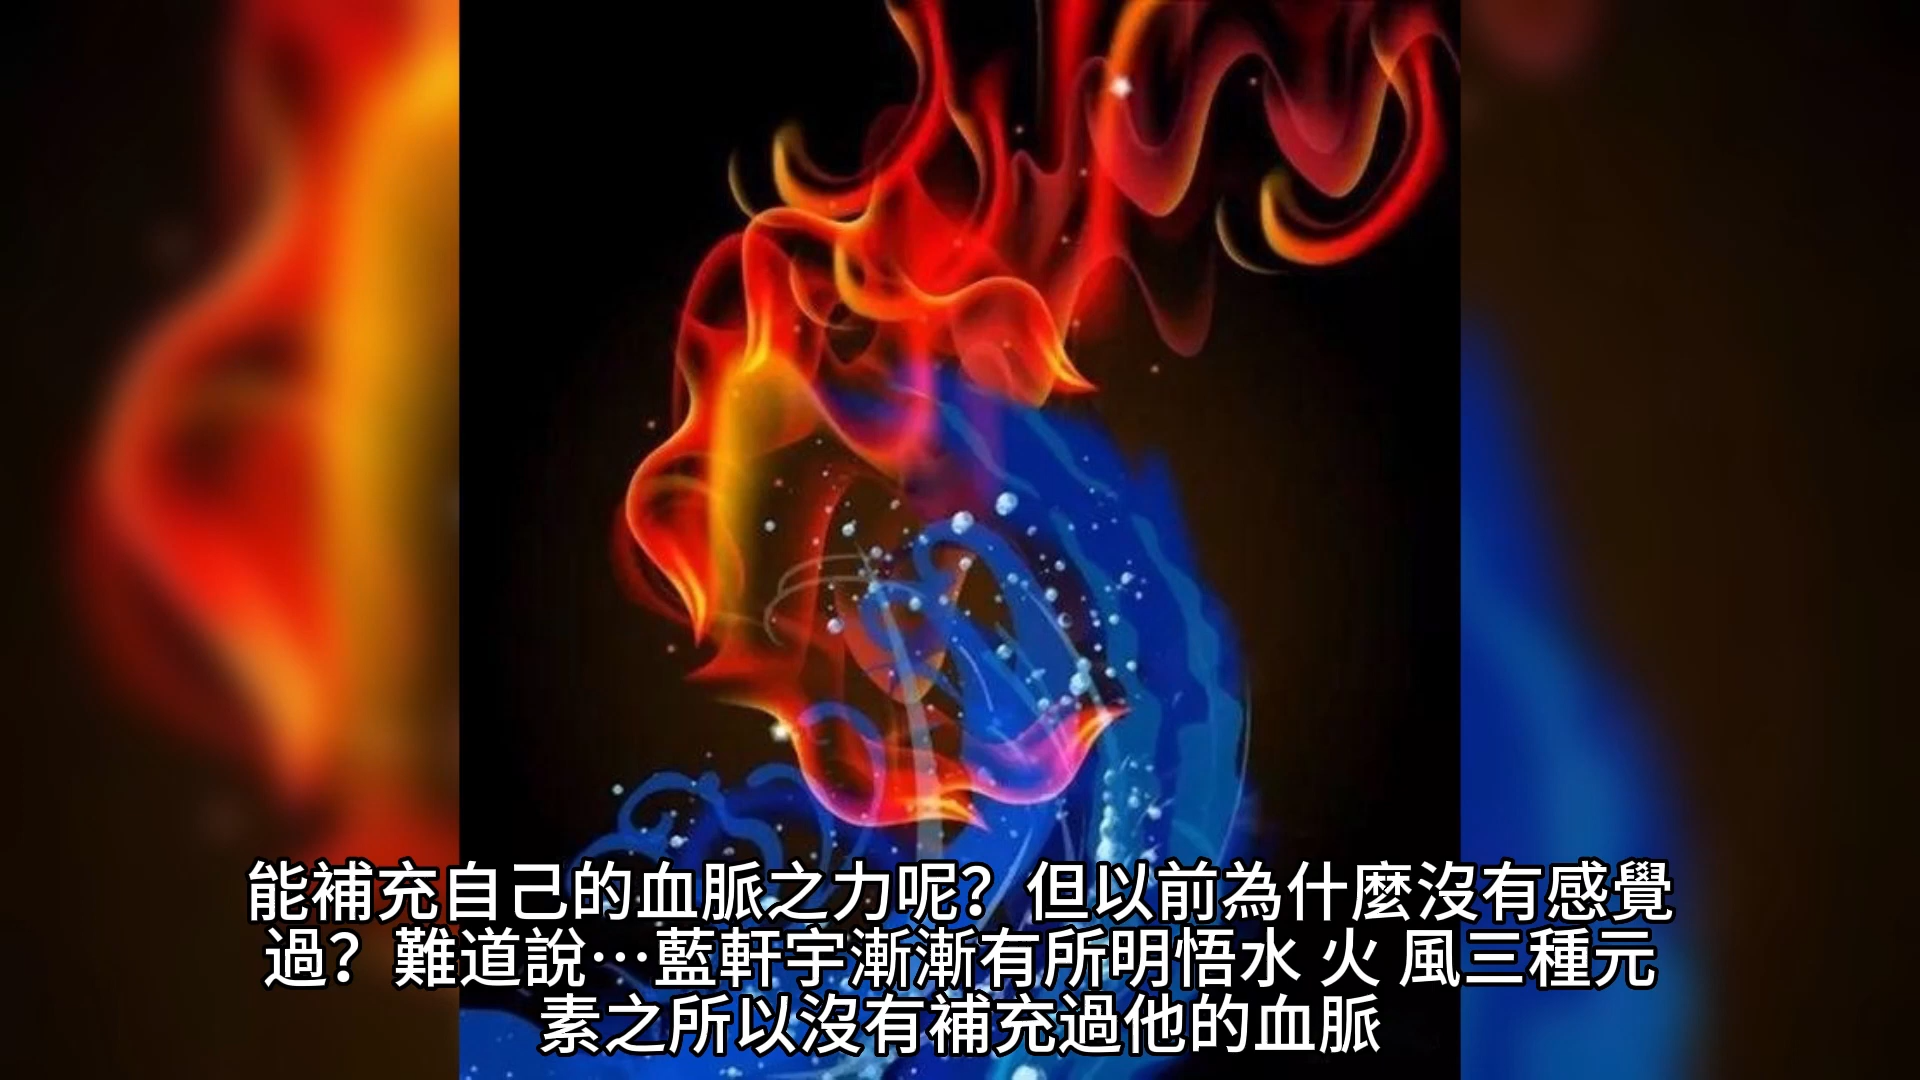 能補充自己的血脈之力呢？但以前為什麼沒有感覺
過？難道說…藍軒宇漸漸有所明悟水 火 風三種元
素之所以沒有補充過他的血脈